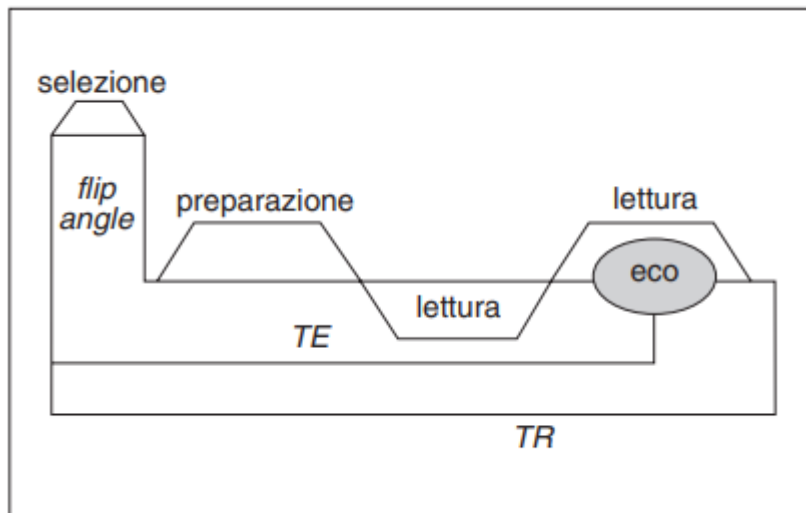 selezione
flip
angle
preparazione
lettura
lettura
eco
TE
TR